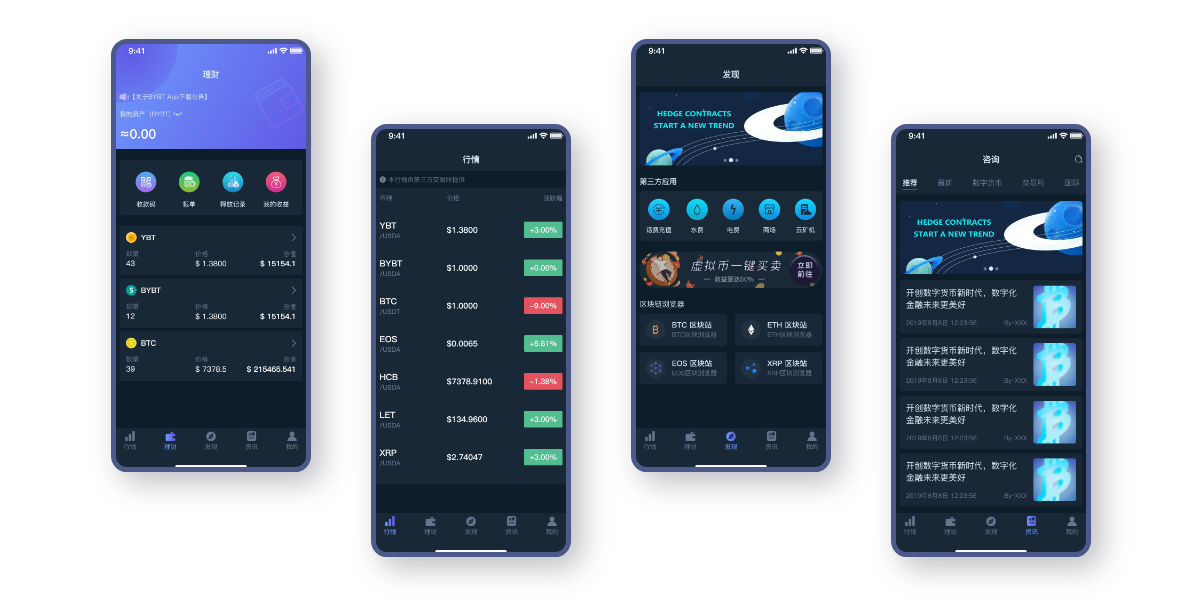 9:41
理财
【关于BYBT App下载公告】
我的资产 (BYBT)
≈0.00
收款码 报单 释放记录 我的收益
YBT
数量 价格 总值
43 $ 1.3800 $ 15154.1
BYBT
数量 价格 总值
12 $ 1.3800 $ 15154.1
BTC
数量 价格 总值
39 $ 7378.5 $ 215465.541
行情 理财 发现 资讯 我的
9:41
行情
本行情由第三方交易所提供
币种 价格 涨跌幅
YBT $1.3800 +3.00%
/USDA
BYBT $1.0000 +0.00%
/USDA
BTC $1.0000 -9.00%
/USDT
EOS $0.0065 +5.61%
/USDA
HCB $7378.9100 -1.38%
/USDA
LET $134.9600 +3.00%
/USDA
XRP $2.74047 +3.00%
/USDA
行情 理财 发现 资讯 我的
9:41
发现
HEDGE CONTRACTS
START A NEW TREND
第三方应用
话费充值 水费 电费 商场 云矿机
虚拟币一键买卖
收益到达50%
立即
前往
区块链浏览器
BTC 区块站 ETH 区块站
BTC区块浏览器 ETH区块浏览器
EOS 区块站 XRP 区块站
EOS区块浏览器 XRP区块浏览器
行情 理财 发现 资讯 我的
9:41
咨询
推荐 最新 数字货币 交易所 国际
HEDGE CONTRACTS
START A NEW TREND
开创数字货币新时代，数字化
金融未来更美好
2019年8月8日 12:23:56 By-XXX
开创数字货币新时代，数字化
金融未来更美好
2019年8月8日 12:23:56 By-XXX
开创数字货币新时代，数字化
金融未来更美好
2019年8月8日 12:23:56 By-XXX
开创数字货币新时代，数字化
金融未来更美好
2019年8月8日 12:23:56 By-XXX
行情 理财 发现 资讯 我的